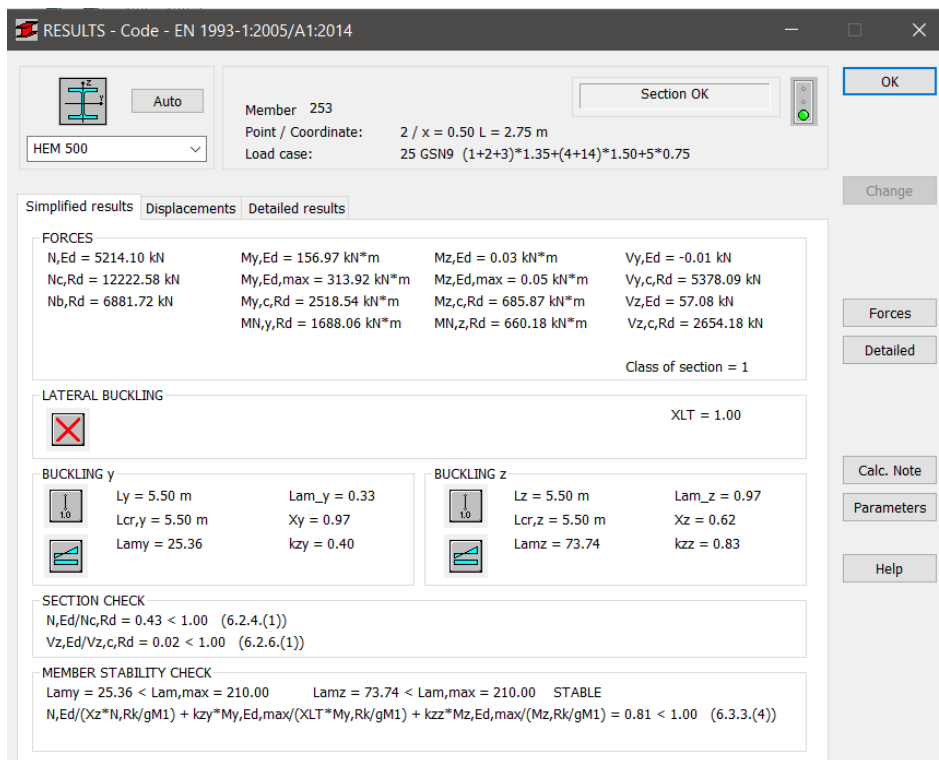 RESULTS - Code - EN 1993-1:2005/A1:2014
z
y
Auto
HEM 500
Member 253
Section OK
Point / Coordinate: 2 / x = 0.50 L = 2.75 m
Load case: 25 GSN9 (1+2+3)*1.35+(4+14)*1.50+5*0.75
OK
Change
Forces
Detailed
Calc. Note
Parameters
Help
Simplified results Displacements Detailed results
FORCES
N,Ed = 5214.10 kN My,Ed = 156.97 kN*m Mz,Ed = 0.03 kN*m Vy,Ed = -0.01 kN
Nc,Rd = 12222.58 kN My,Ed,max = 313.92 kN*m Mz,Ed,max = 0.05 kN*m Vy,c,Rd = 5378.09 kN
Nb,Rd = 6881.72 kN My,c,Rd = 2518.54 kN*m Mz,c,Rd = 685.87 kN*m Vz,Ed = 57.08 kN
MN,y,Rd = 1688.06 kN*m MN,z,Rd = 660.18 kN*m Vz,c,Rd = 2654.18 kN
Class of section = 1
LATERAL BUCKLING
XLT = 1.00
BUCKLING y
1.0
Ly = 5.50 m Lam_y = 0.33
Lcr,y = 5.50 m Xy = 0.97
Lamy = 25.36 kzy = 0.40
BUCKLING z
1.0
Lz = 5.50 m Lam_z = 0.97
Lcr,z = 5.50 m Xz = 0.62
Lamz = 73.74 kzz = 0.83
SECTION CHECK
N,Ed/Nc,Rd = 0.43 < 1.00 (6.2.4.(1))
Vz,Ed/Vz,c,Rd = 0.02 < 1.00 (6.2.6.(1))
MEMBER STABILITY CHECK
Lamy = 25.36 < Lam,max = 210.00 Lamz = 73.74 < Lam,max = 210.00 STABLE
N,Ed/(Xz*N,Rk/gM1) + kzy*My,Ed,max/(XLT*My,Rk/gM1) + kzz*Mz,Ed,max/(Mz,Rk/gM1) = 0.81 < 1.00 (6.3.3.(4))